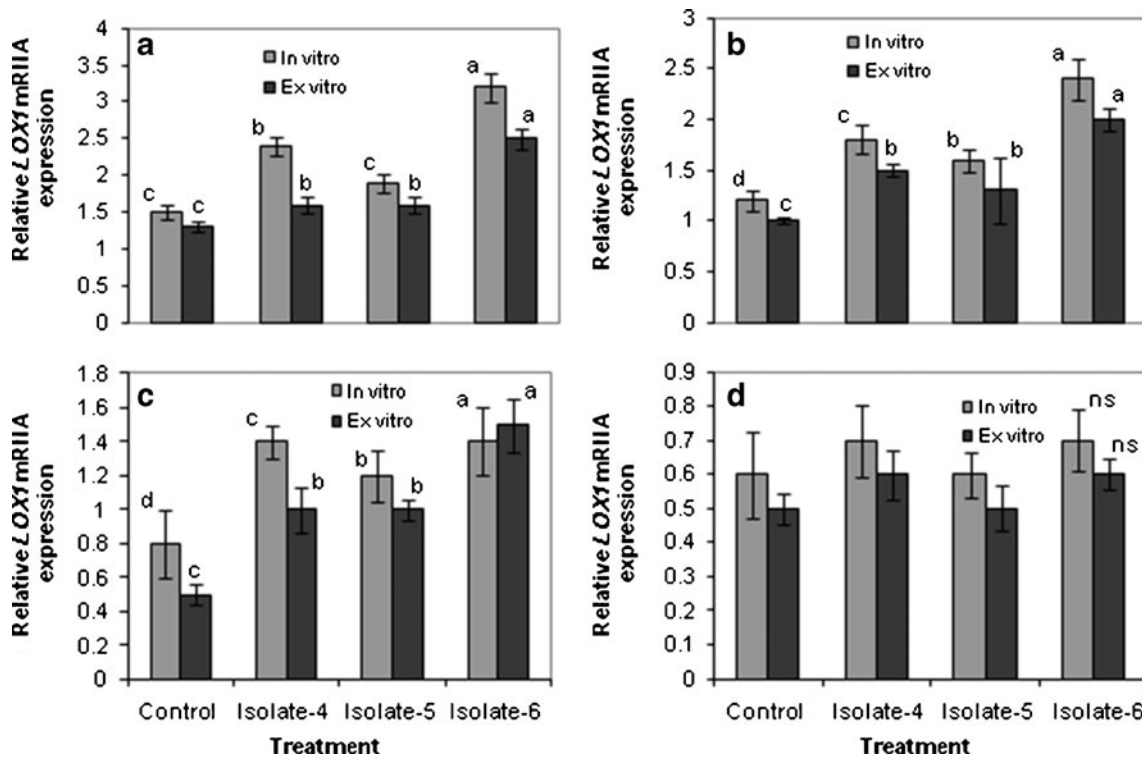 a
Relative LOX1 mRIIA
expression
4
3.5
3
2.5
2
1.5
1
0.5
0
In vitro
Ex vitro
c
c
b
b
c
b
a
a
b
Relative LOX1 mRIIA
expression
3
2.5
2
1.5
1
0.5
0
In vitro
Ex vitro
d
c
c
b
b
b
a
a
c
Relative LOX1 mRIIA
expression
1.8
1.6
1.4
1.2
1
0.8
0.6
0.4
0.2
0
In vitro
Ex vitro
d
c
c
b
b
b
a
a
Control Isolate-4 Isolate-5 Isolate-6
Treatment
d
Relative LOX1 mRIIA
expression
0.9
0.8
0.7
0.6
0.5
0.4
0.3
0.2
0.1
0
In vitro
Ex vitro
ns
ns
Control Isolate-4 Isolate-5 Isolate-6
Treatment